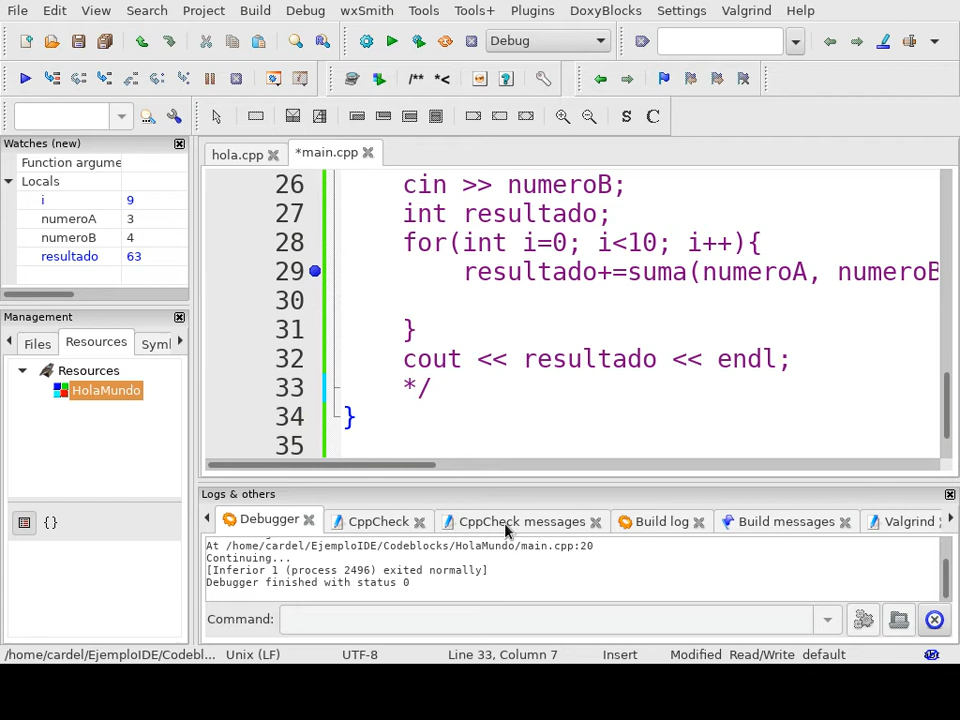 File Edit View Search Project Build Debug wxSmith Tools Tools+ Plugins DoxyBlocks Settings Valgrind Help
Debug
/** *<
S C
Watches (new)
Function argume
Locals
i 9
numeroA 3
numeroB 4
resultado 63
Management
Files Resources Symb
Resources
HolaMundo
{}
hola.cpp *main.cpp
26 cin >> numeroB;
27 int resultado;
28 for(int i=0; i<10; i++){
29 resultado+=suma(numeroA, numeroB
30
31 }
32 cout << resultado << endl;
33 */
34 }
35
Logs & others
Debugger CppCheck CppCheck messages Build log Build messages Valgrind
At /home/cardel/EjemploIDE/Codeblocks/HolaMundo/main.cpp:20
Continuing...
[Inferior 1 (process 2496) exited normally]
Debugger finished with status 0
Command:
/home/cardel/EjemploIDE/Codebl... Unix (LF) UTF-8 Line 33, Column 7 Insert Modified Read/Write default